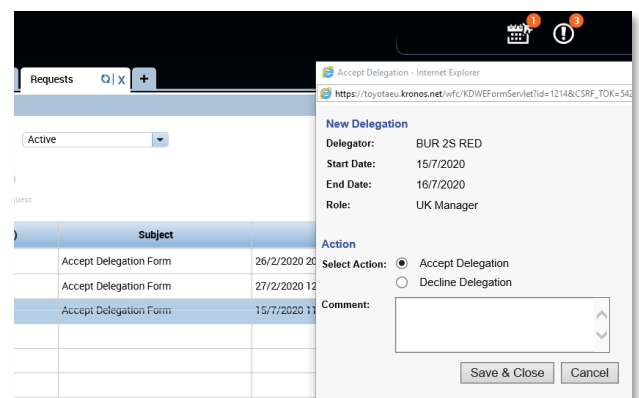 1
3
Requests
X
+
Active
uest
Subject
Accept Delegation Form
26/2/2020 20
Accept Delegation Form
27/2/2020 12
Accept Delegation Form
15/7/2020 11
Accept Delegation - Internet Explorer
https://toyotaeu.kronos.net/wfc/KDWEFormServlet?id=1214&CSRF_TOK=542
New Delegation
Delegator: BUR 2S RED
Start Date: 15/7/2020
End Date: 16/7/2020
Role: UK Manager
Action
Select Action: Accept Delegation
Decline Delegation
Comment:
Save & Close Cancel